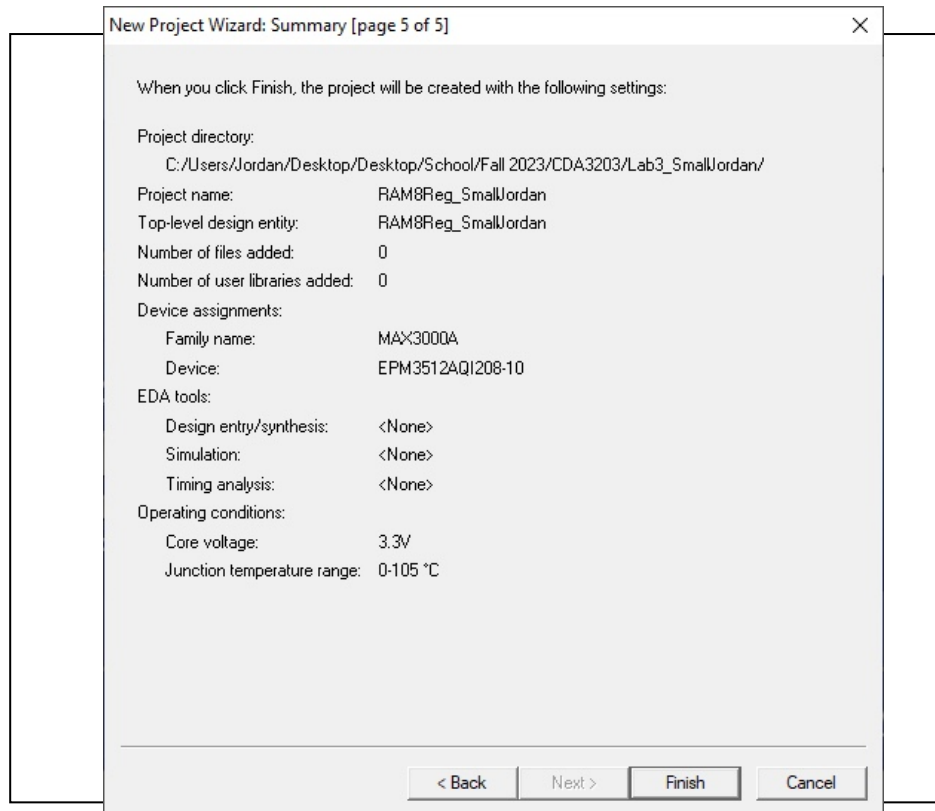 New Project Wizard: Summary [page 5 of 5]
When you click Finish, the project will be created with the following settings:
Project directory:
C:/Users/Jordan/Desktop/Desktop/School/Fall 2023/CDA3203/Lab3_SmallJordan/
Project name: RAM8Reg_SmallJordan
Top-level design entity: RAM8Reg_SmallJordan
Number of files added: 0
Number of user libraries added: 0
Device assignments:
Family name: MAX3000A
Device: EPM3512AQI208-10
EDA tools:
Design entry/synthesis: <None>
Simulation: <None>
Timing analysis: <None>
Operating conditions:
Core voltage: 3.3V
Junction temperature range: 0-105 °C
< Back Next > Finish Cancel